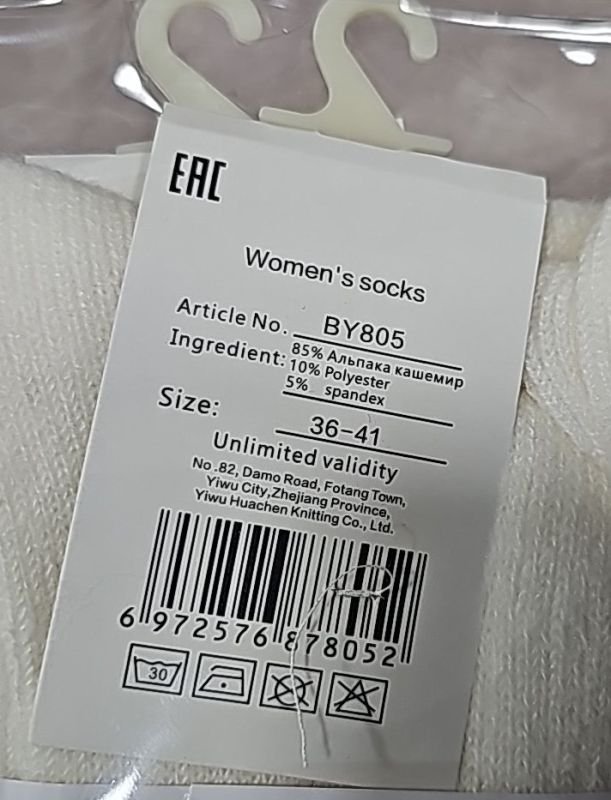 EAC
Women's socks
Article No. BY805
Ingredient: 85% Альпака кашемир
10% Polyester
5% spandex
Size: 36-41
Unlimited validity
No.82, Damo Road, Fotang Town,
Yiwu City,Zhejiang Province,
Yiwu Huachen Knitting Co., Ltd.
6 972576 878052
30